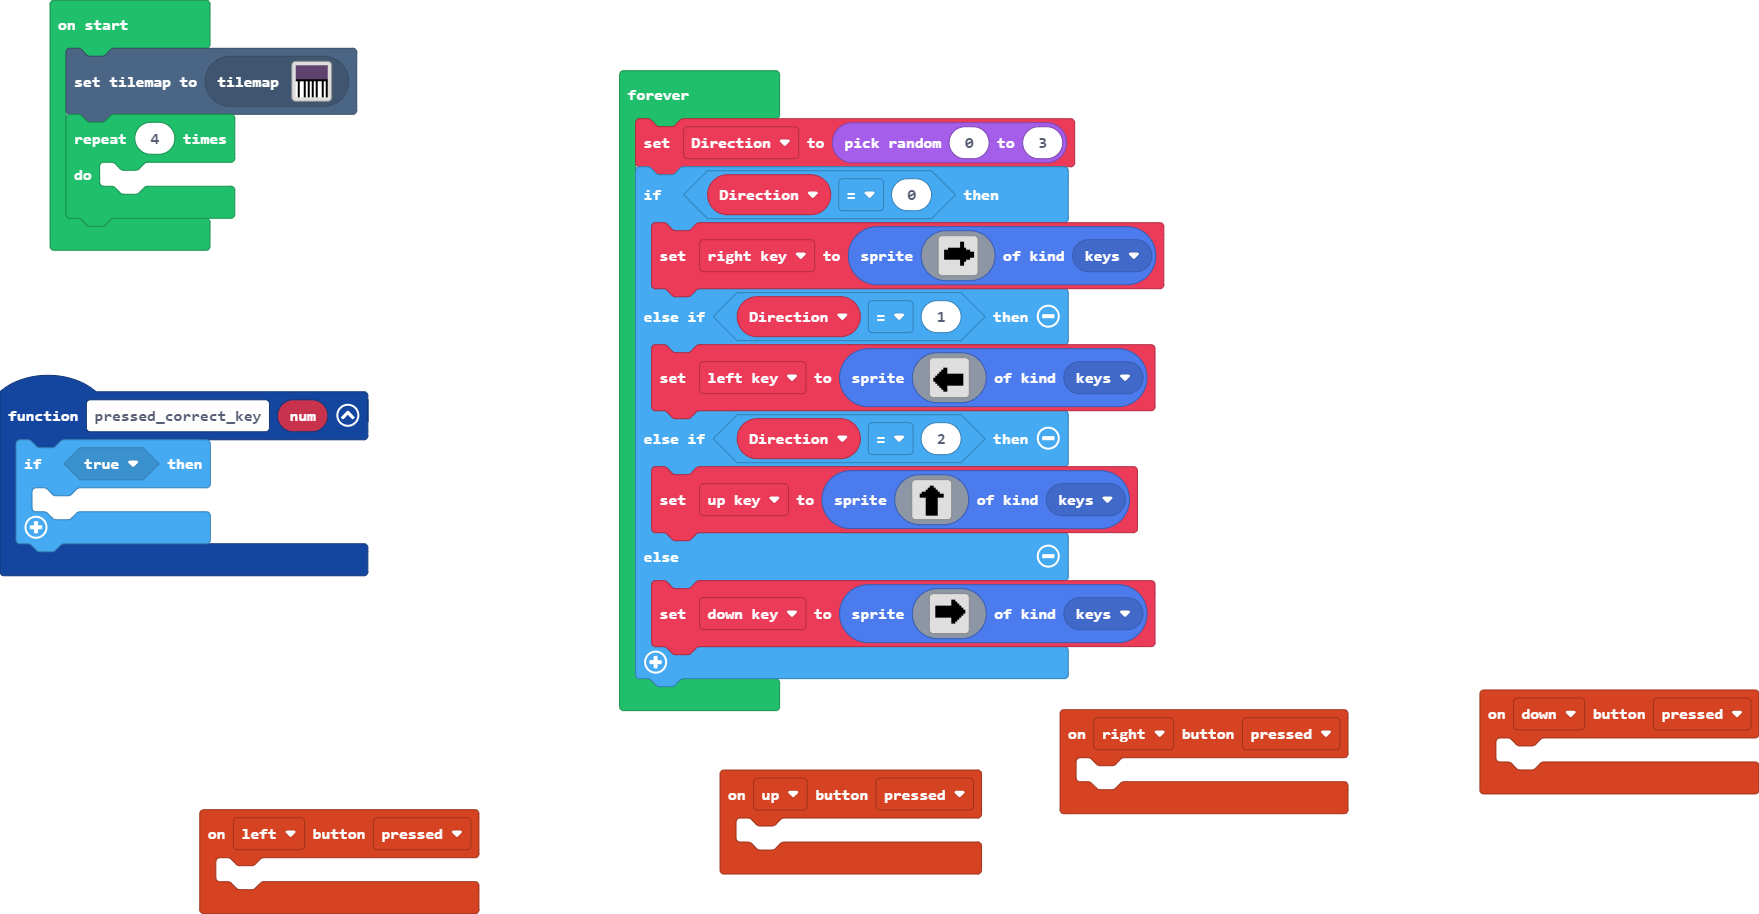 on start
set tilemap to tilemap
repeat 4 times
do
forever
set Direction to pick random 0 to 3
if Direction = 0 then
set right key to sprite of kind keys
else if Direction = 1 then
set left key to sprite of kind keys
else if Direction = 2 then
set up key to sprite of kind keys
else
set down key to sprite of kind keys
function pressed_correct_key num
if true then
on left button pressed
on up button pressed
on right button pressed
on down button pressed